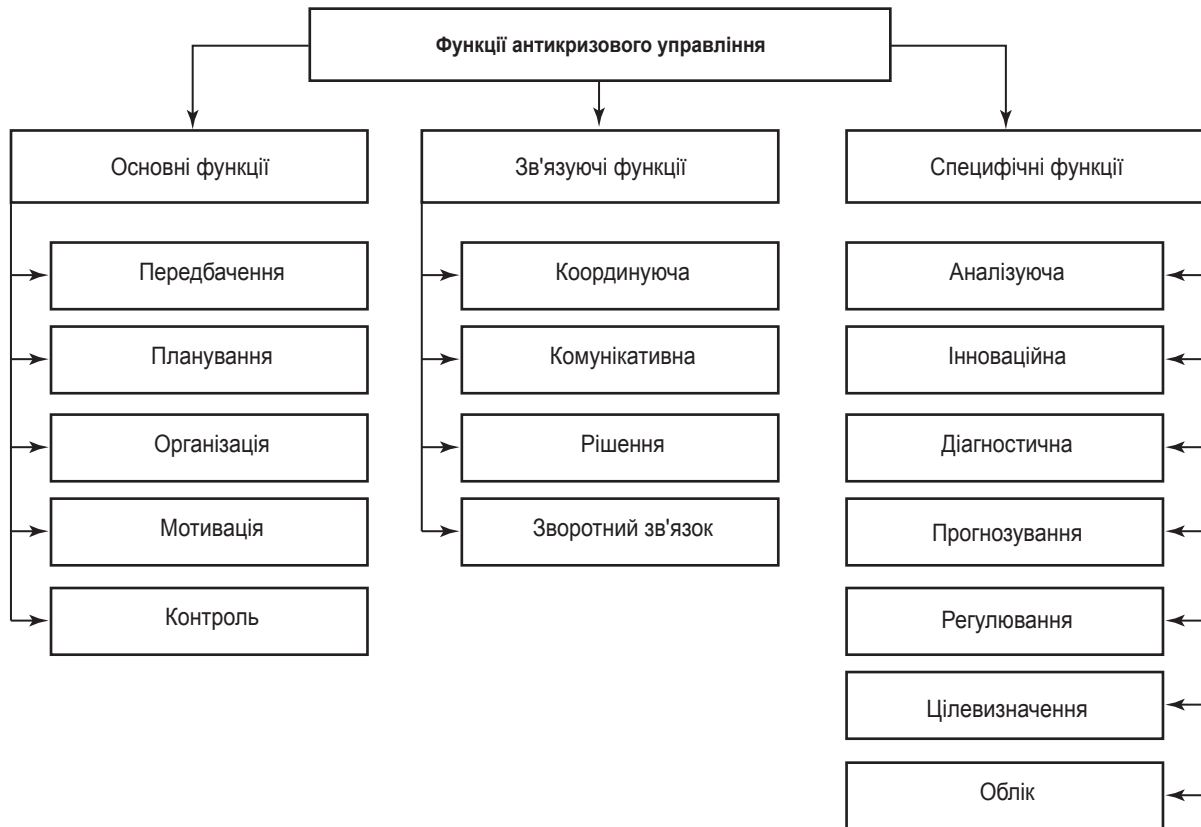 Функції антикризового управління
Основні функції
Передбачення
Планування
Організація
Мотивація
Контроль
Зв'язуючі функції
Координуюча
Комунікативна
Рішення
Зворотний зв'язок
Специфічні функції
Аналізуюча
Інноваційна
Діагностична
Прогнозування
Регулювання
Цілевизначення
Облік